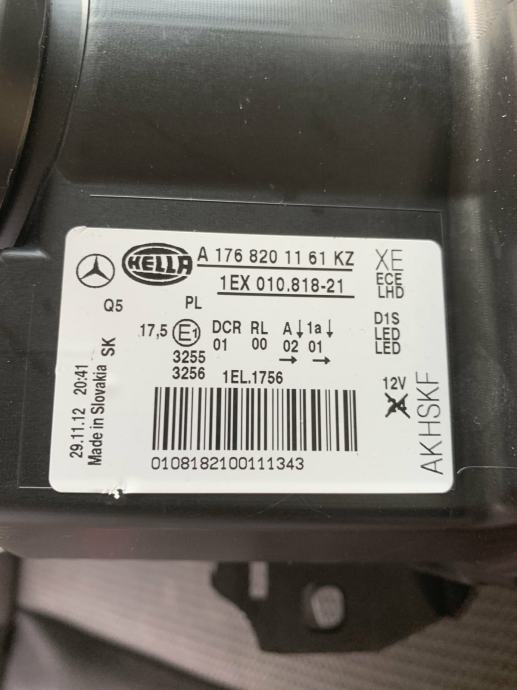 HELLA
A 176 820 11 61 KZ
1EX 010.818-21
XE
ECE
LHD
Q5 PL
17,5 E1 DCR RL A↓ 1a↓
01 00 02 01
→ →
3255
3256 1EL.1756
D1S
LED
LED
12V
24
AKHSKF
SK
29.11.12 20:41
Made in Slovakia
0108182100111343